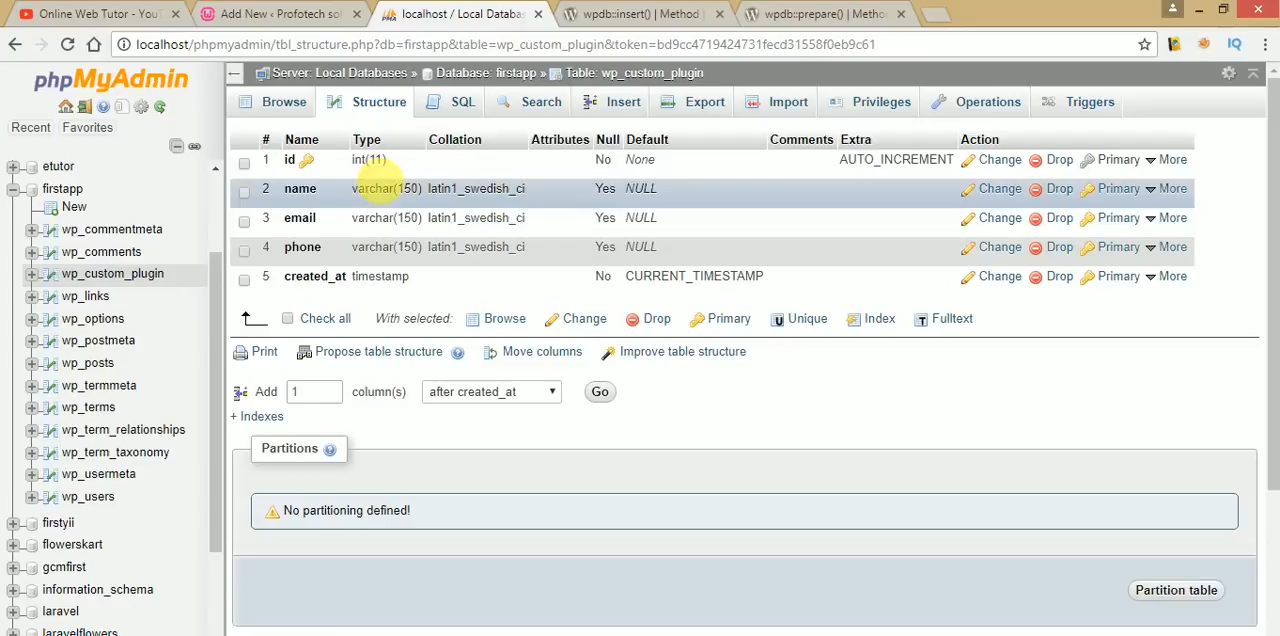 Online Web Tutor - YouT
Add New ‹ Profotech sol
localhost / Local Databas
wpdb::insert() | Method
wpdb::prepare() | Metho
localhost/phpmyadmin/tbl_structure.php?db=firstapp&table=wp_custom_plugin&token=bd9cc4719424731fecd31558f0eb9c61
IQ
phpMyAdmin
Recent Favorites
etutor
firstapp
New
wp_commentmeta
wp_comments
wp_custom_plugin
wp_links
wp_options
wp_postmeta
wp_posts
wp_termmeta
wp_terms
wp_term_relationships
wp_term_taxonomy
wp_usermeta
wp_users
firstyii
flowerskart
gcmfirst
information_schema
laravel
laravelflowers
Server: Local Databases » Database: firstapp » Table: wp_custom_plugin
Browse Structure SQL Search Insert Export Import Privileges Operations Triggers
# Name Type Collation Attributes Null Default Comments Extra Action
1 id int(11) No None AUTO_INCREMENT Change Drop Primary More
2 name varchar(150) latin1_swedish_ci Yes NULL Change Drop Primary More
3 email varchar(150) latin1_swedish_ci Yes NULL Change Drop Primary More
4 phone varchar(150) latin1_swedish_ci Yes NULL Change Drop Primary More
5 created_at timestamp No CURRENT_TIMESTAMP Change Drop Primary More
Check all With selected: Browse Change Drop Primary Unique Index Fulltext
Print Propose table structure Move columns Improve table structure
Add 1 column(s) after created_at Go
+ Indexes
Partitions
No partitioning defined!
Partition table